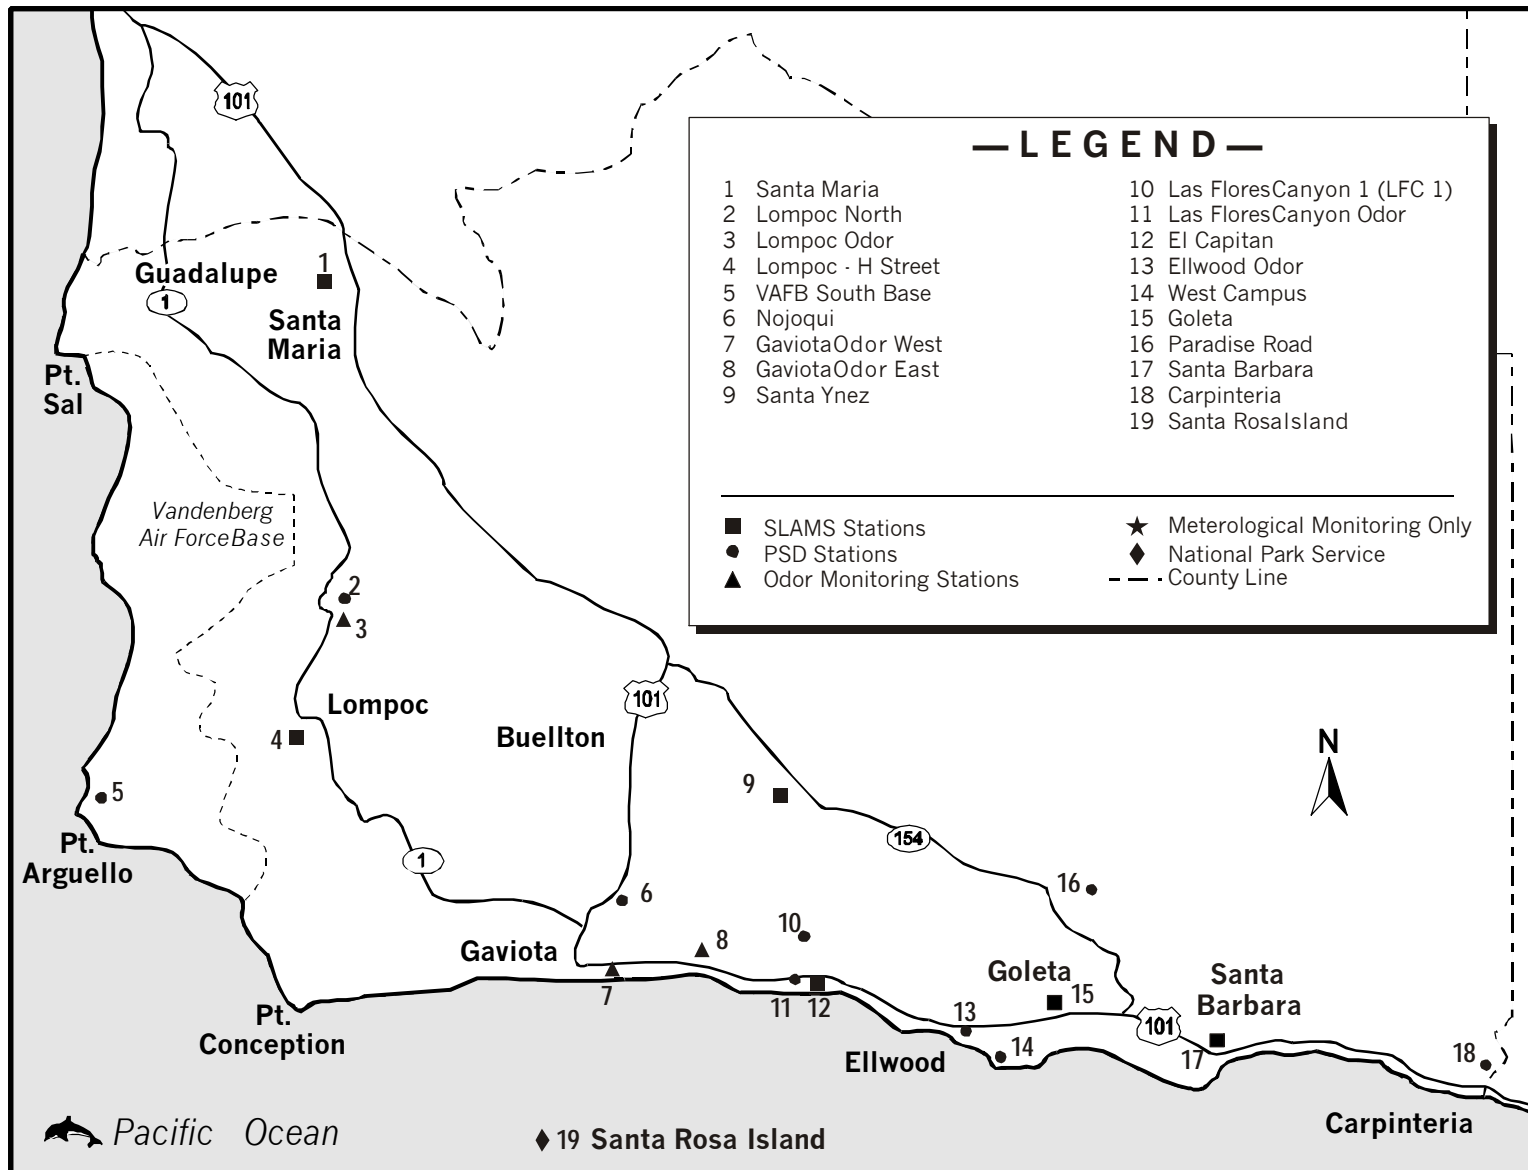 101
— L E G E N D —
1 Santa Maria
2 Lompoc North
3 Lompoc Odor
4 Lompoc - H Street
5 VAFB South Base
6 Nojoqui
7 GaviotaOdor West
8 GaviotaOdor East
9 Santa Ynez
10 Las FloresCanyon 1 (LFC 1)
11 Las FloresCanyon Odor
12 El Capitan
13 Ellwood Odor
14 West Campus
15 Goleta
16 Paradise Road
17 Santa Barbara
18 Carpinteria
19 Santa RosaIsland
SLAMS Stations
PSD Stations
Odor Monitoring Stations
Meterological Monitoring Only
National Park Service
County Line
1
Guadalupe
1
Santa
Maria
Pt.
Sal
Vandenberg
Air ForceBase
2
3
Lompoc
4
101
Buellton
N
9
5
154
Pt.
Arguello
1
16
6
10
8
Gaviota
Goleta
Santa
Barbara
7
15
11
12
13
101
Pt.
Conception
14
17
18
Ellwood
Carpinteria
Pacific Ocean
19 Santa Rosa Island